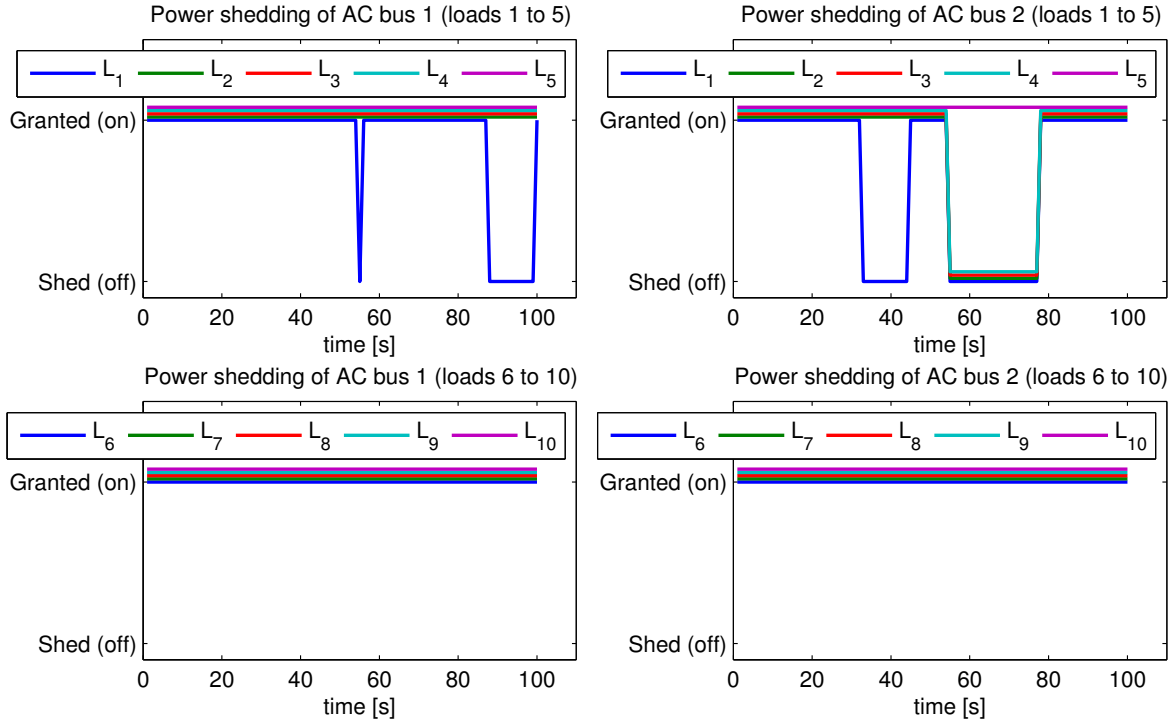 Power shedding of AC bus 1 (loads 1 to 5)
L1 L2 L3 L4 L5
Granted (on)
Shed (off)
0 20 40 60 80 100
time [s]
Power shedding of AC bus 2 (loads 1 to 5)
L1 L2 L3 L4 L5
Granted (on)
Shed (off)
0 20 40 60 80 100
time [s]
Power shedding of AC bus 1 (loads 6 to 10)
L6 L7 L8 L9 L10
Granted (on)
Shed (off)
0 20 40 60 80 100
time [s]
Power shedding of AC bus 2 (loads 6 to 10)
L6 L7 L8 L9 L10
Granted (on)
Shed (off)
0 20 40 60 80 100
time [s]